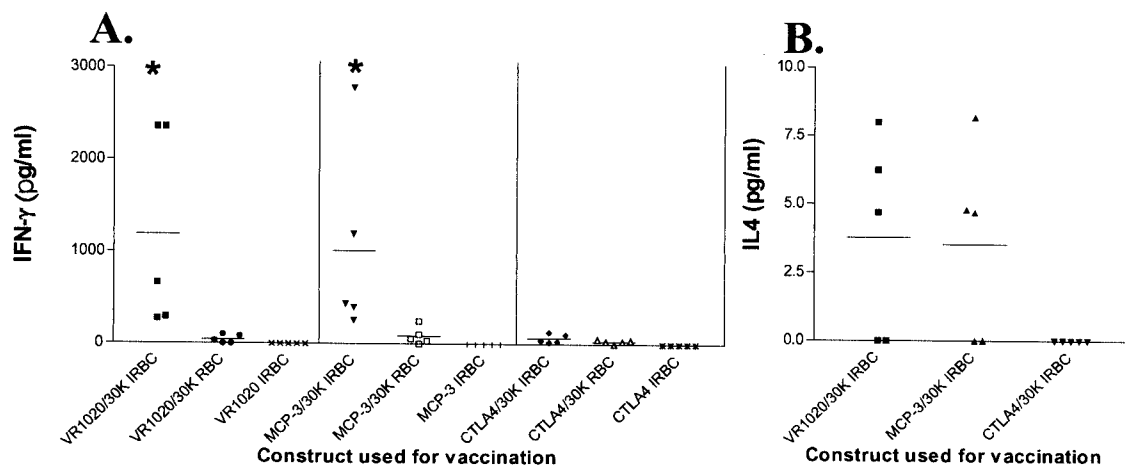 A.
3000
2000
1000
0
IFN-γ (pg/ml)
*
*
VR1020/30K IRBC
VR1020/30K RBC
VR1020 IRBC
MCP-3/30K IRBC
MCP-3/30K RBC
MCP-3 IRBC
CTLA4/30K IRBC
CTLA4/30K RBC
CTLA4 IRBC
Construct used for vaccination
B.
10.0
7.5
5.0
2.5
0.0
IL4 (pg/ml)
VR1020/30K IRBC
MCP-3/30K IRBC
CTLA4/30K IRBC
Construct used for vaccination